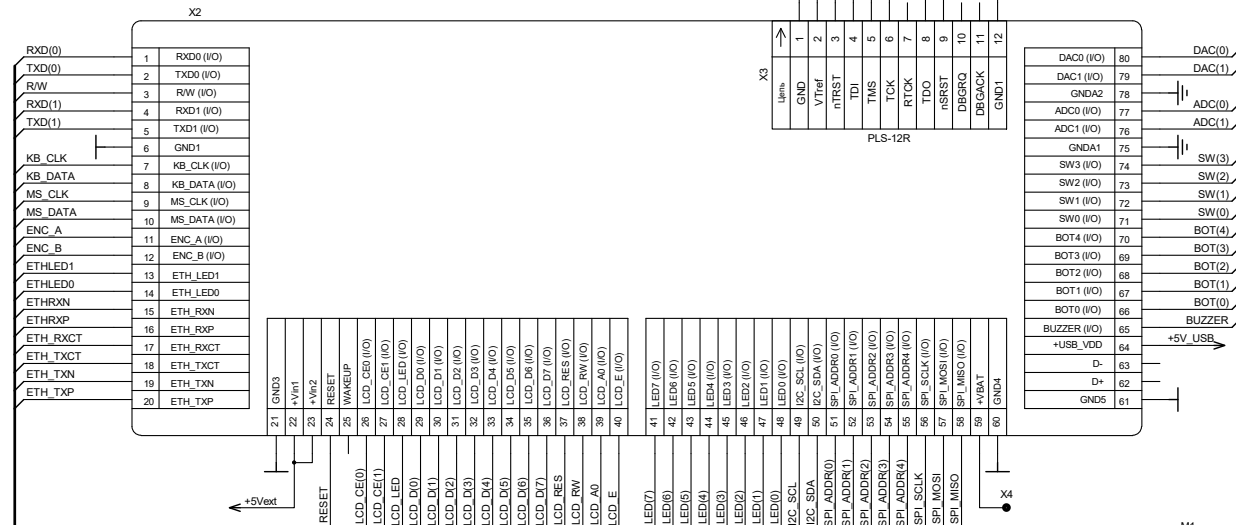 X2
RXD(0)
TXD(0)
R/W
RXD(1)
TXD(1)
KB_CLK
KB_DATA
MS_CLK
MS_DATA
ENC_A
ENC_B
ETHLED1
ETHLED0
ETHRXN
ETHRXP
ETH_RXCT
ETH_TXCT
ETH_TXN
ETH_TXP
1 RXD0 (I/O)
2 TXD0 (I/O)
3 R/W (I/O)
4 RXD1 (I/O)
5 TXD1 (I/O)
6 GND1
7 KB_CLK (I/O)
8 KB_DATA (I/O)
9 MS_CLK (I/O)
10 MS_DATA (I/O)
11 ENC_A (I/O)
12 ENC_B (I/O)
13 ETH_LED1
14 ETH_LED0
15 ETH_RXN
16 ETH_RXP
17 ETH_RXCT
18 ETH_TXCT
19 ETH_TXN
20 ETH_TXP
X3
Цепь
1 GND
2 VTref
3 nTRST
4 TDI
5 TMS
6 TCK
7 RTCK
8 TDO
9 nSRST
10 DBGRQ
11 DBGACK
12 GND1
PLS-12R
DAC0 (I/O) 80
DAC1 (I/O) 79
GNDA2 78
ADC0 (I/O) 77
ADC1 (I/O) 76
GNDA1 75
SW3 (I/O) 74
SW2 (I/O) 73
SW1 (I/O) 72
SW0 (I/O) 71
BOT4 (I/O) 70
BOT3 (I/O) 69
BOT2 (I/O) 68
BOT1 (I/O) 67
BOT0 (I/O) 66
BUZZER (I/O) 65
+USB_VDD 64
D- 63
D+ 62
GND5 61
DAC(0)
DAC(1)
ADC(0)
ADC(1)
SW(3)
SW(2)
SW(1)
SW(0)
BOT(4)
BOT(3)
BOT(2)
BOT(1)
BOT(0)
BUZZER
+5V_USB
21 GND3
22 +Vin1
23 +Vin2
24 RESET
25 WAKEUP
26 LCD_CE0 (I/O)
27 LCD_CE1 (I/O)
28 LCD_LED (I/O)
29 LCD_D0 (I/O)
30 LCD_D1 (I/O)
31 LCD_D2 (I/O)
32 LCD_D3 (I/O)
33 LCD_D4 (I/O)
34 LCD_D5 (I/O)
35 LCD_D6 (I/O)
36 LCD_D7 (I/O)
37 LCD_RES (I/O)
38 LCD_RW (I/O)
39 LCD_A0 (I/O)
40 LCD_E (I/O)
41 LED7 (I/O)
42 LED6 (I/O)
43 LED5 (I/O)
44 LED4 (I/O)
45 LED3 (I/O)
46 LED2 (I/O)
47 LED1 (I/O)
48 LED0 (I/O)
49 I2C_SCL (I/O)
50 I2C_SDA (I/O)
51 SPI_ADDR0 (I/O)
52 SPI_ADDR1 (I/O)
53 SPI_ADDR2 (I/O)
54 SPI_ADDR3 (I/O)
55 SPI_ADDR4 (I/O)
56 SPI_SCLK (I/O)
57 SPI_MOSI (I/O)
58 SPI_MISO (I/O)
59 +VBAT
60 GND4
+5Vext
RESET
LCD_CE(0)
LCD_CE(1)
LCD_LED
LCD_D(0)
LCD_D(1)
LCD_D(2)
LCD_D(3)
LCD_D(4)
LCD_D(5)
LCD_D(6)
LCD_D(7)
LCD_RES
LCD_RW
LCD_A0
LCD_E
LED(7)
LED(6)
LED(5)
LED(4)
LED(3)
LED(2)
LED(1)
LED(0)
I2C_SCL
I2C_SDA
SPI_ADDR(0)
SPI_ADDR(1)
SPI_ADDR(2)
SPI_ADDR(3)
SPI_ADDR(4)
SPI_SCLK
SPI_MOSI
SPI_MISO
X4